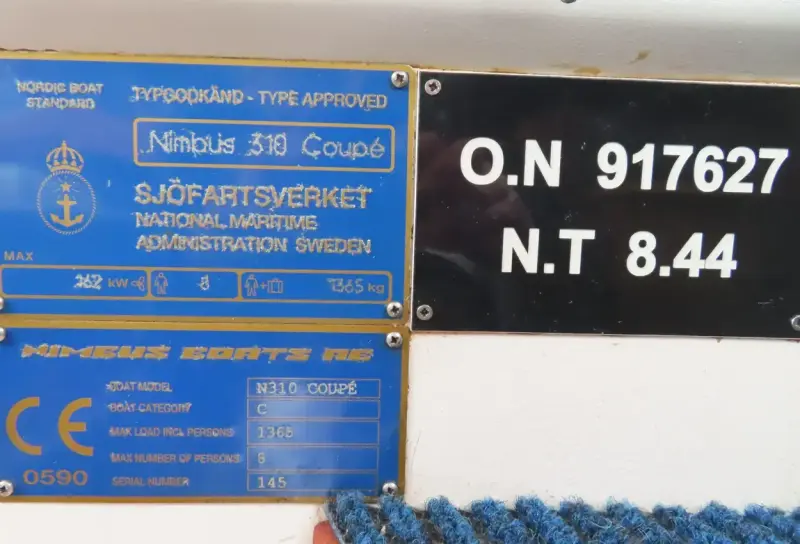 NORDIC BOAT
STANDARD
TYPGODKÄND - TYPE APPROVED
Nimbus 310 Coupé
SJÖFARTSVERKET
NATIONAL MARITIME
ADMINISTRATION SWEDEN
MAX
kW
8
1365 kg
O.N 917627
N.T 8.44
NIMBUS BOATS AB
CE
0590
BOAT MODEL N310 COUPÉ
BOAT CATEGORY C
MAX LOAD INCL PERSONS 1365
MAX NUMBER OF PERSONS 8
SERIAL NUMBER 145